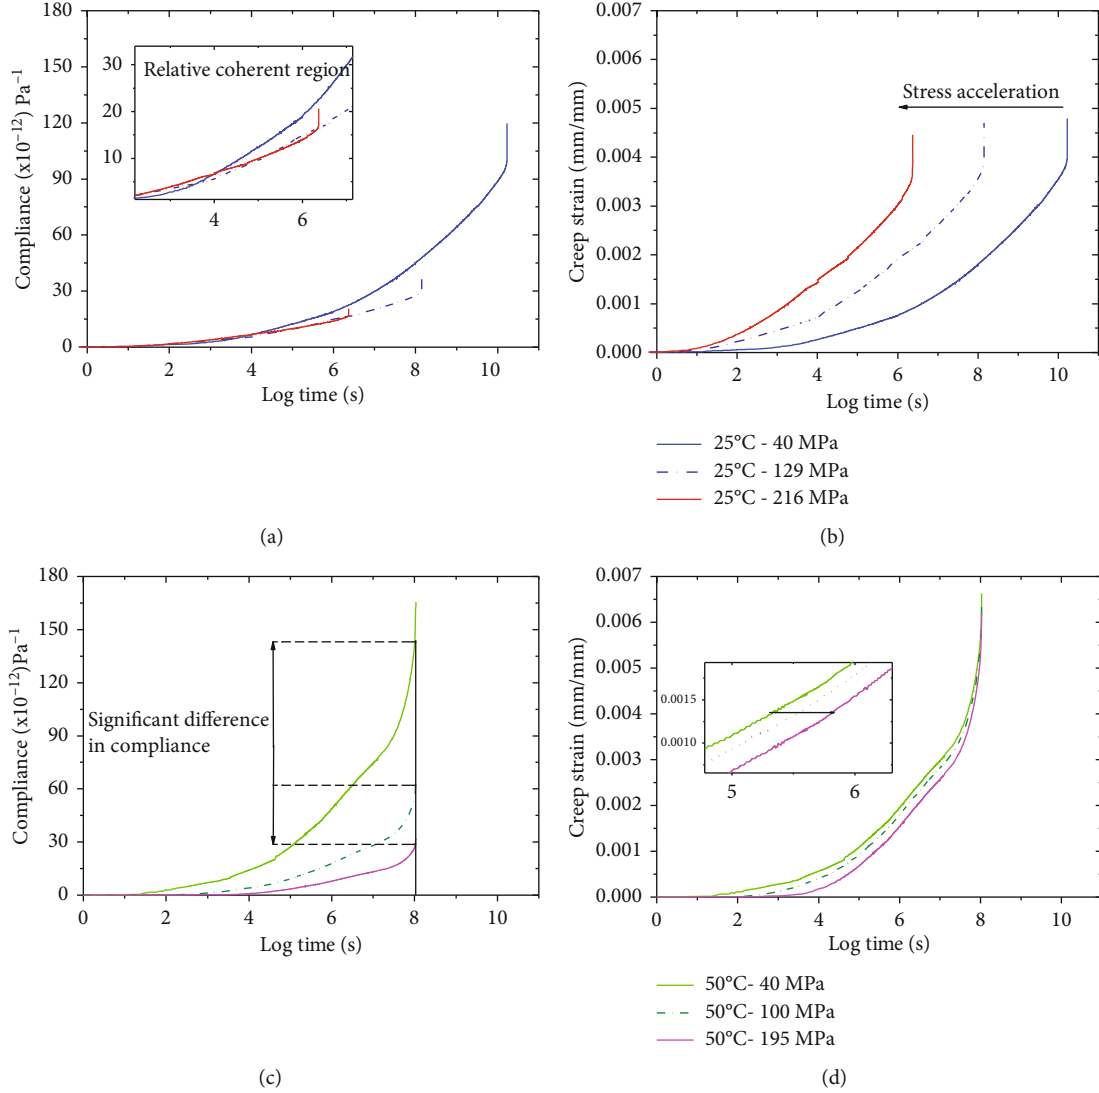 180
150
120
90
60
30
0
Compliance (x10⁻¹²) Pa⁻¹
30
20
10
4
6
Relative coherent region
0
2
4
6
8
10
Log time (s)
(a)
0.007
0.006
0.005
0.004
0.003
0.002
0.001
0.000
Creep strain (mm/mm)
Stress acceleration
0
2
4
6
8
10
Log time (s)
25°C - 40 MPa
25°C - 129 MPa
25°C - 216 MPa
(b)
180
150
120
90
60
30
0
Compliance (x10⁻¹²)Pa⁻¹
Significant difference
in compliance
0
2
4
6
8
10
Log time (s)
(c)
0.007
0.006
0.005
0.004
0.003
0.002
0.001
0.000
Creep strain (mm/mm)
0.0015
0.0010
5
6
0
2
4
6
8
10
Log time (s)
50°C- 40 MPa
50°C- 100 MPa
50°C- 195 MPa
(d)